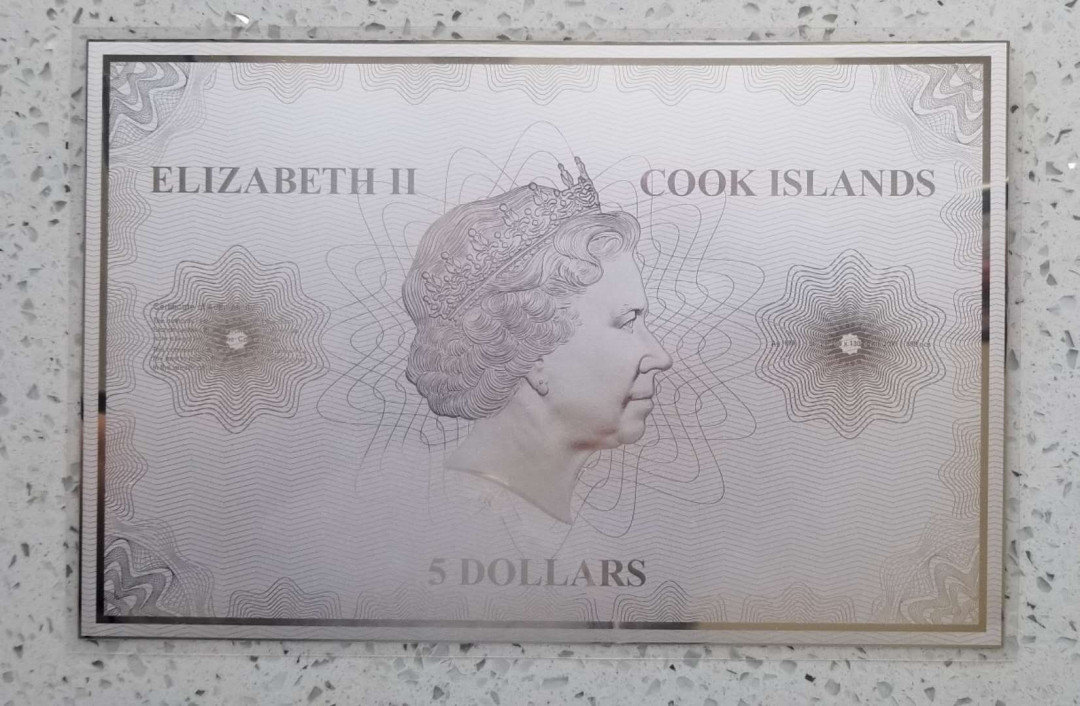 ELIZABETH II
COOK ISLANDS
5 DOLLARS